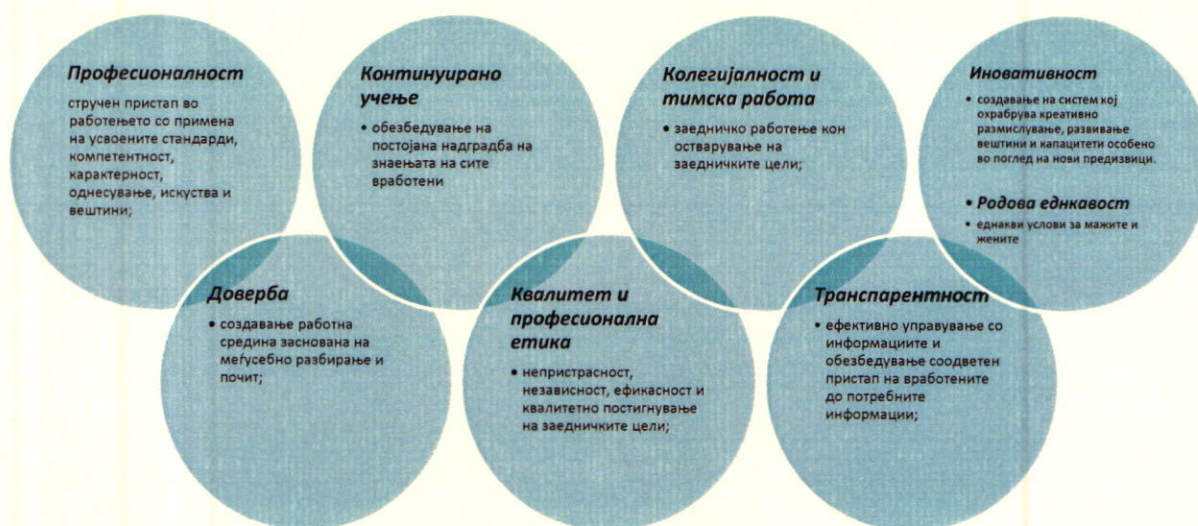 Професионалност
стручен пристап во
работењето со примена
на усвоените стандарди,
компетентност,
карактерност,
однесување, искуства и
вештини;
Континуирано
учење
• обезбедување на
постојана надградба на
знаењата на сите
вработени
Колегијалност и
тимска работа
• заедничко работење кон
остварување на
заедничките цели;
Иновативност
• создавање на систем кој
охрабрува креативно
размислување, развивање
вештини и капацитети особено
во поглед на нови предизвици.
• Родова еднкавост
• еднакви услови за мажите и
жените
Доверба
• создавање работна
средина заснована на
меѓусебно разбирање и
почит;
Квалитет и
професионална
етика
• непристрасност,
независност, ефикасност и
квалитетно постигнување
на заедничките цели;
Транспарентност
• ефективно управување со
информациите и
обезбедување соодветен
пристап на вработените
до потребните
информации;